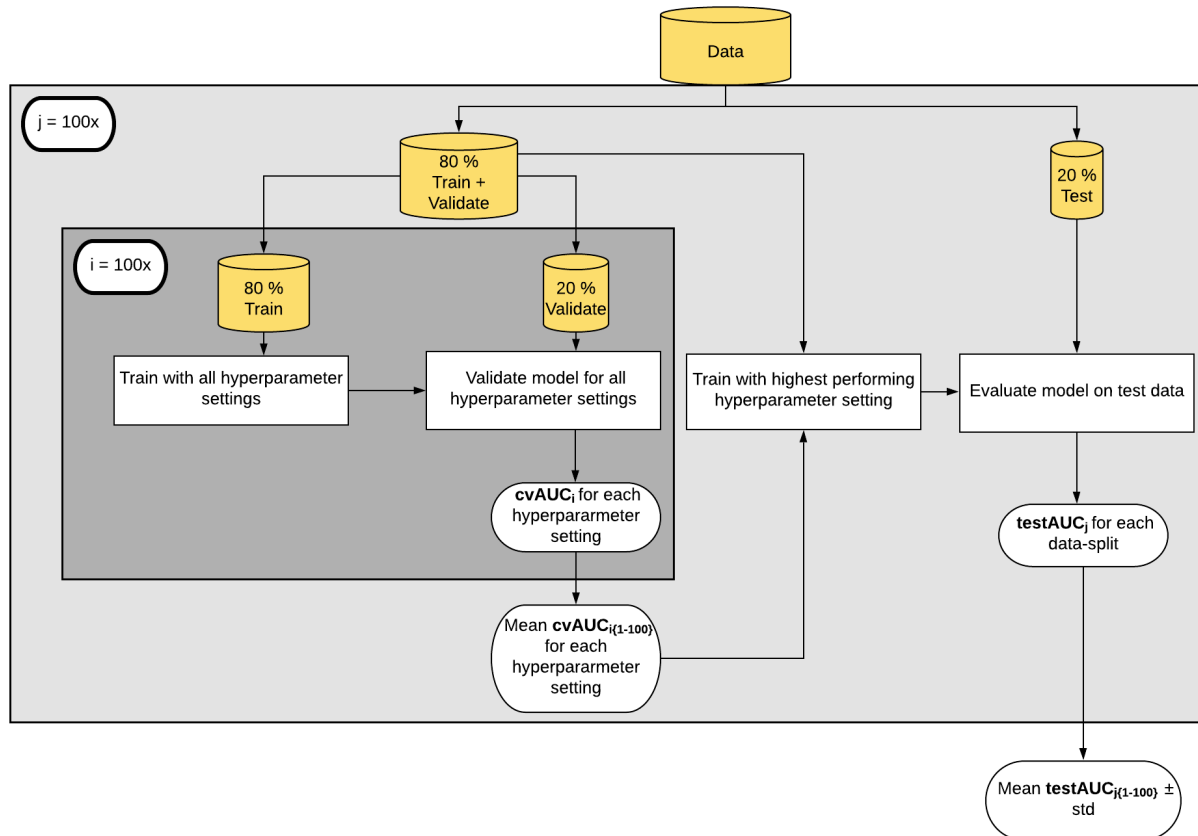 Data
j = 100x
80 %
Train +
Validate
20 %
Test
i = 100x
80 %
Train
20 %
Validate
Train with all hyperparameter
settings
Validate model for all
hyperparameter settings
Train with highest performing
hyperparameter setting
Evaluate model on test data
cvAUCi for each
hyperpararmeter
setting
testAUCj for each
data-split
Mean cvAUCi{1-100}
for each
hyperpararmeter
setting
Mean testAUCj{1-100} ±
std